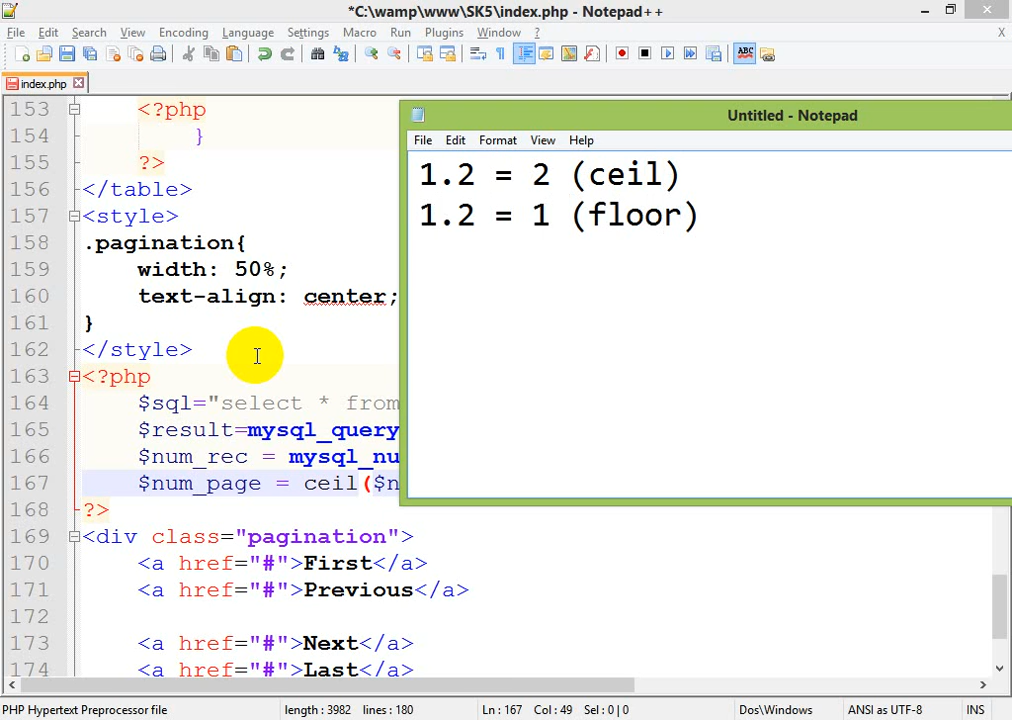 *C:\wamp\www\SK5\index.php - Notepad++
File Edit Search View Encoding Language Settings Macro Run Plugins Window ? X
ABC
index.php
153 <?php
154 }
155 ?>
156 </table>
157 <style>
158 .pagination{
159 width: 50%;
160 text-align: center;
161 }
162 </style>
163 <?php
164 $sql="select * from
165 $result=mysql_query
166 $num_rec = mysql_nu
167 $num_page = ceil($n
168 ?>
169 <div class="pagination">
170 <a href="#">First</a>
171 <a href="#">Previous</a>
172
173 <a href="#">Next</a>
174 <a href="#">Last</a>
Untitled - Notepad
File Edit Format View Help
1.2 = 2 (ceil)
1.2 = 1 (floor)
PHP Hypertext Preprocessor file length : 3982 lines : 180 Ln : 167 Col : 49 Sel : 0 | 0 Dos\Windows ANSI as UTF-8 INS